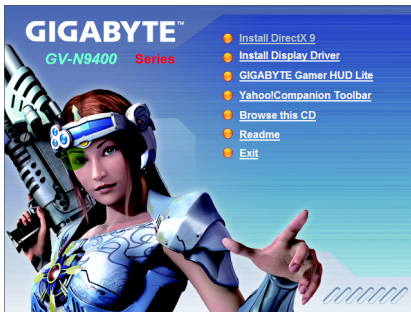 GIGABYTE™
GV-N9400 Series
Install DirectX 9
Install Display Driver
GIGABYTE Gamer HUD Lite
Yahoo!Companion Toolbar
Browse this CD
Readme
Exit